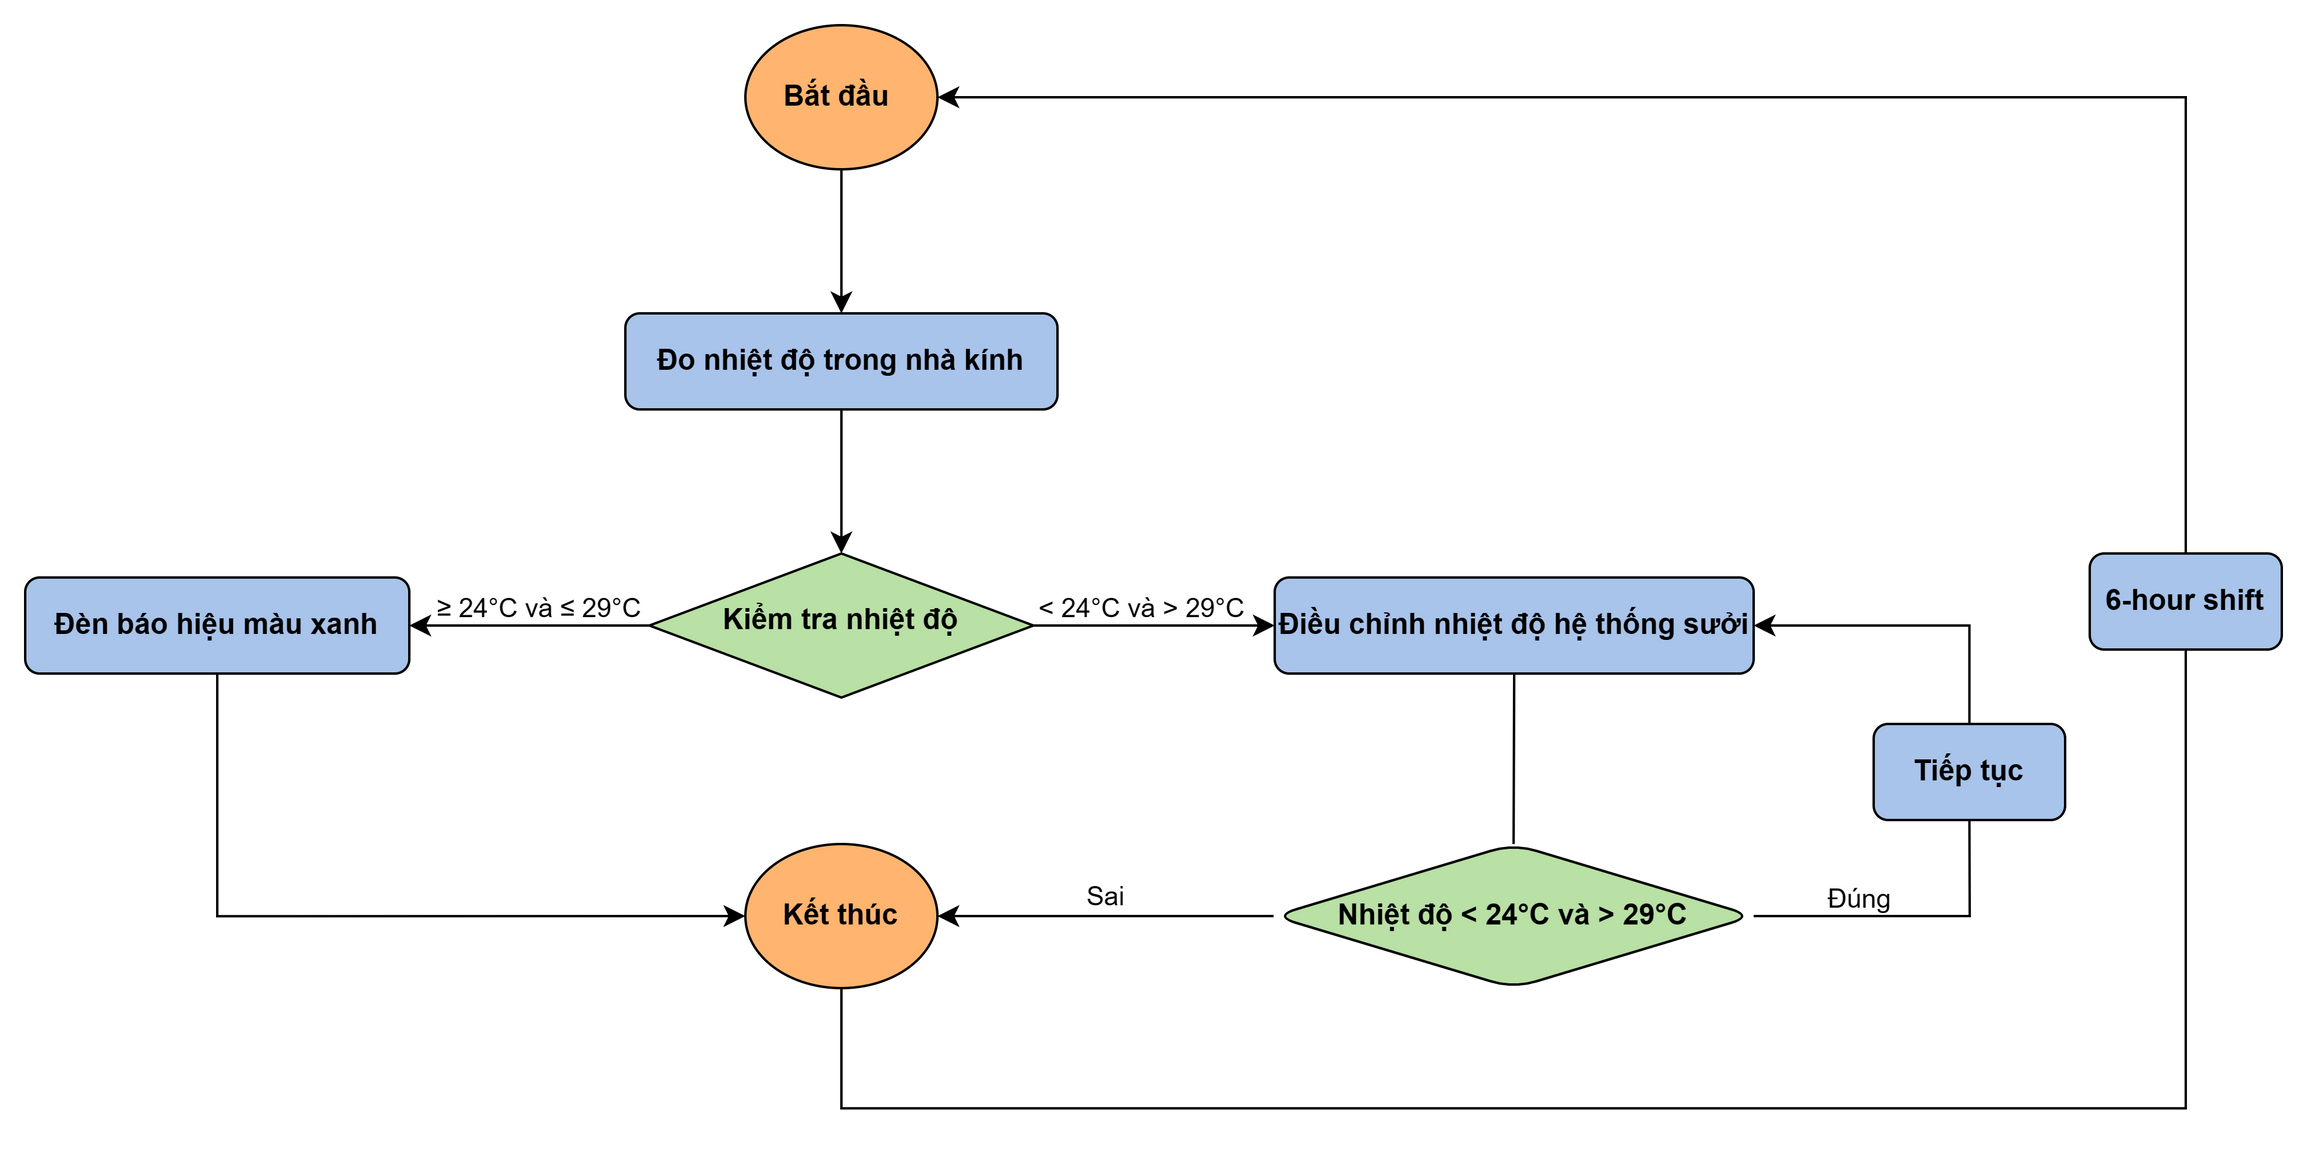 Bắt đầu
Đo nhiệt độ trong nhà kính
Đèn báo hiệu màu xanh
≥ 24°C và ≤ 29°C
Kiểm tra nhiệt độ
< 24°C và > 29°C
Điều chỉnh nhiệt độ hệ thống sưởi
6-hour shift
Tiếp tục
Kết thúc
Sai
Nhiệt độ < 24°C và > 29°C
Đúng